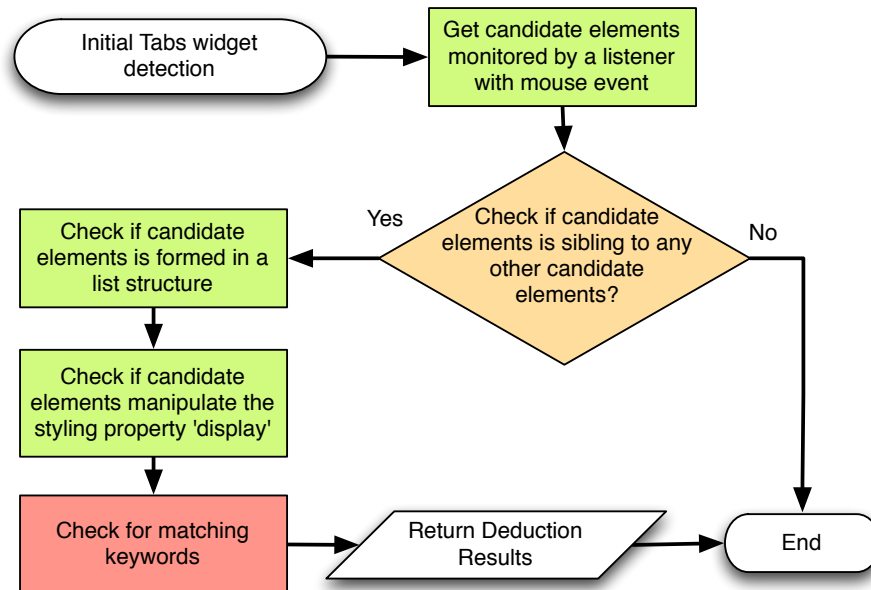 Initial Tabs widget
detection
Get candidate elements
monitored by a listener
with mouse event
Yes
Check if candidate
elements is sibling to any
other candidate
elements?
No
Check if candidate
elements is formed in a
list structure
Check if candidate
elements manipulate the
styling property 'display'
Check for matching
keywords
Return Deduction
Results
End